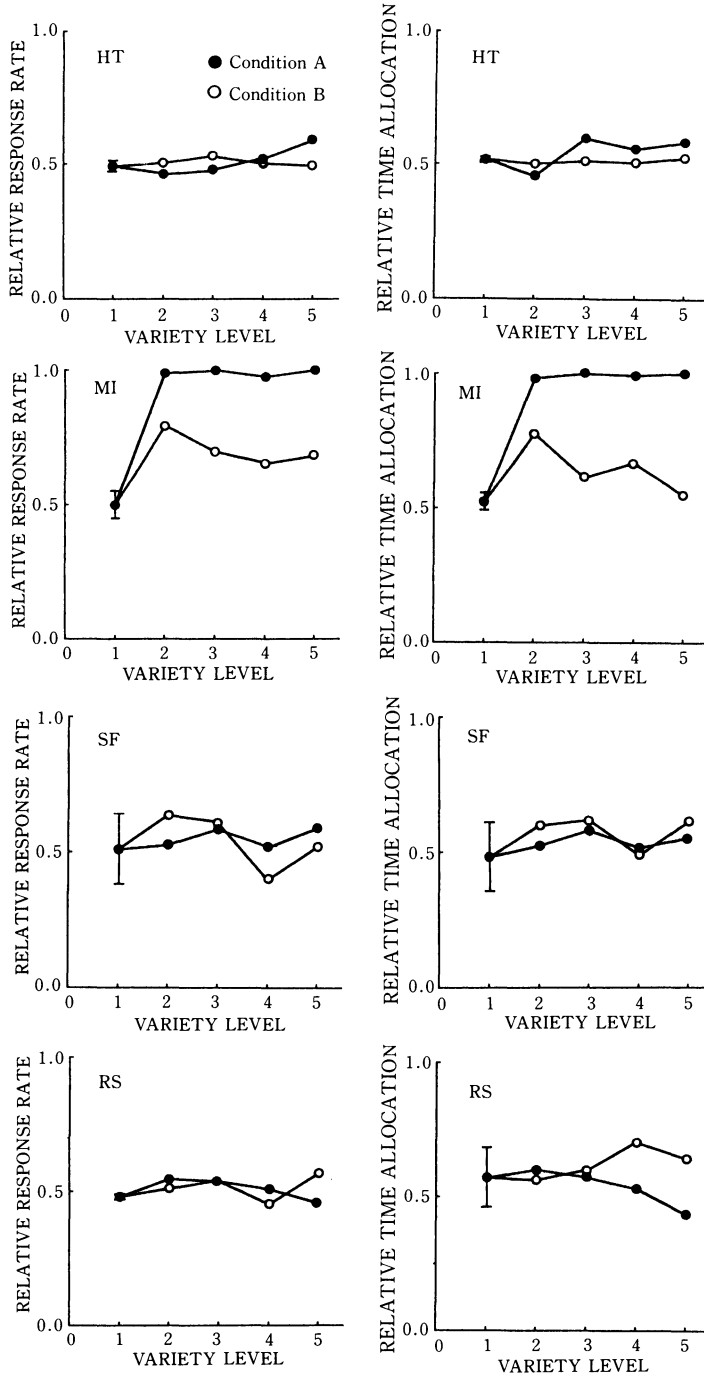 RELATIVE RESPONSE RATE
1.0
0.5
0.0
HT
● Condition A
○ Condition B
0 1 2 3 4 5
VARIETY LEVEL
RELATIVE TIME ALLOCATION
1.0
0.5
0.0
HT
0 1 2 3 4 5
VARIETY LEVEL
RELATIVE RESPONSE RATE
1.0
0.5
0.0
MI
0 1 2 3 4 5
VARIETY LEVEL
RELATIVE TIME ALLOCATION
1.0
0.5
0.0
MI
0 1 2 3 4 5
VARIETY LEVEL
RELATIVE RESPONSE RATE
1.0
0.5
0.0
SF
0 1 2 3 4 5
VARIETY LEVEL
RELATIVE TIME ALLOCATION
1.0
0.5
0.0
SF
0 1 2 3 4 5
VARIETY LEVEL
RELATIVE RESPONSE RATE
1.0
0.5
0.0
RS
0 1 2 3 4 5
VARIETY LEVEL
RELATIVE TIME ALLOCATION
1.0
0.5
0.0
RS
0 1 2 3 4 5
VARIETY LEVEL